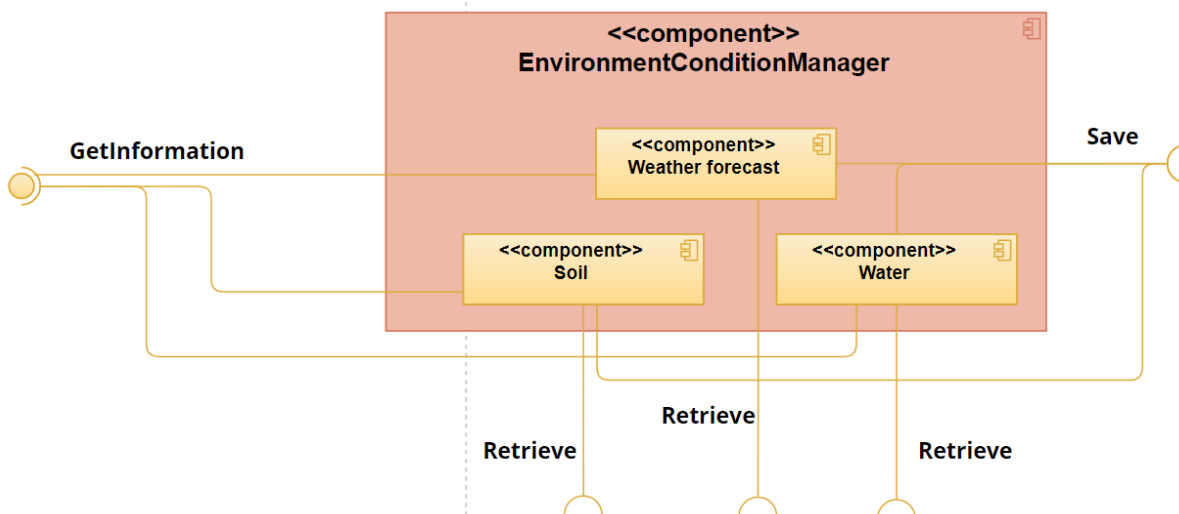 <<component>>
EnvironmentConditionManager
GetInformation
<<component>>
Weather forecast
Save
<<component>>
Soil
<<component>>
Water
Retrieve
Retrieve
Retrieve